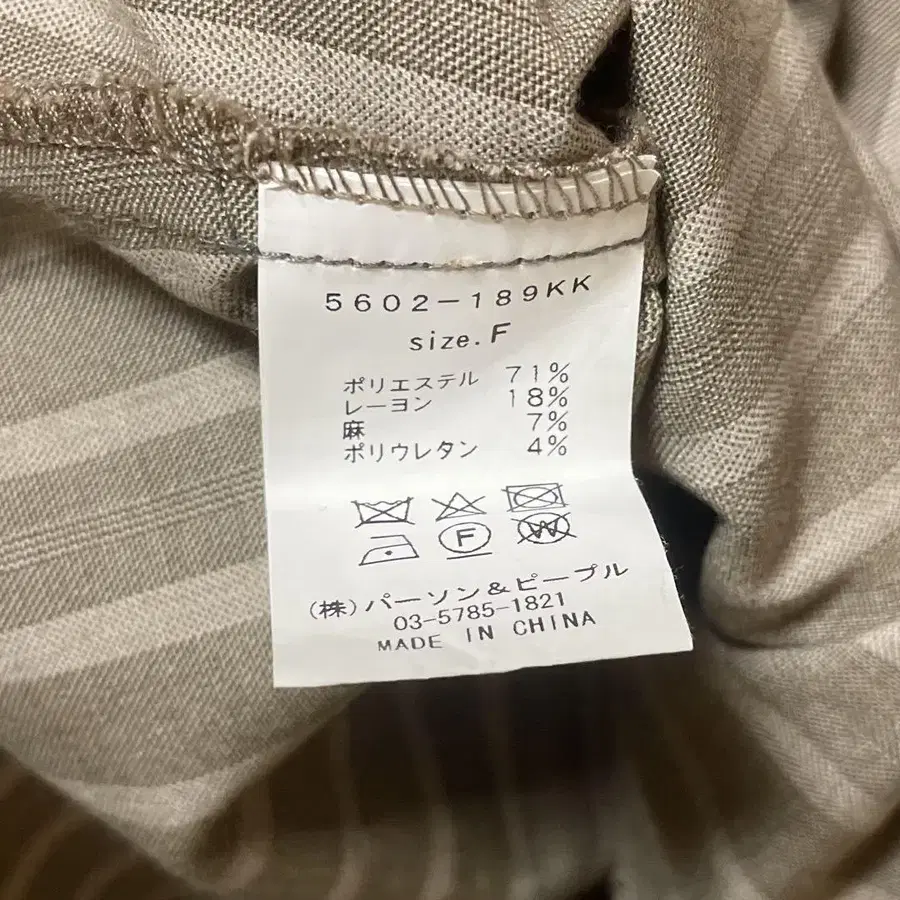 5602-189KK
size.F
ポリエステル 71%
レーヨン 18%
麻 7%
ポリウレタン 4%
F
W
(株)パーソン&ピープル
03-5785-1821
MADE IN CHINA